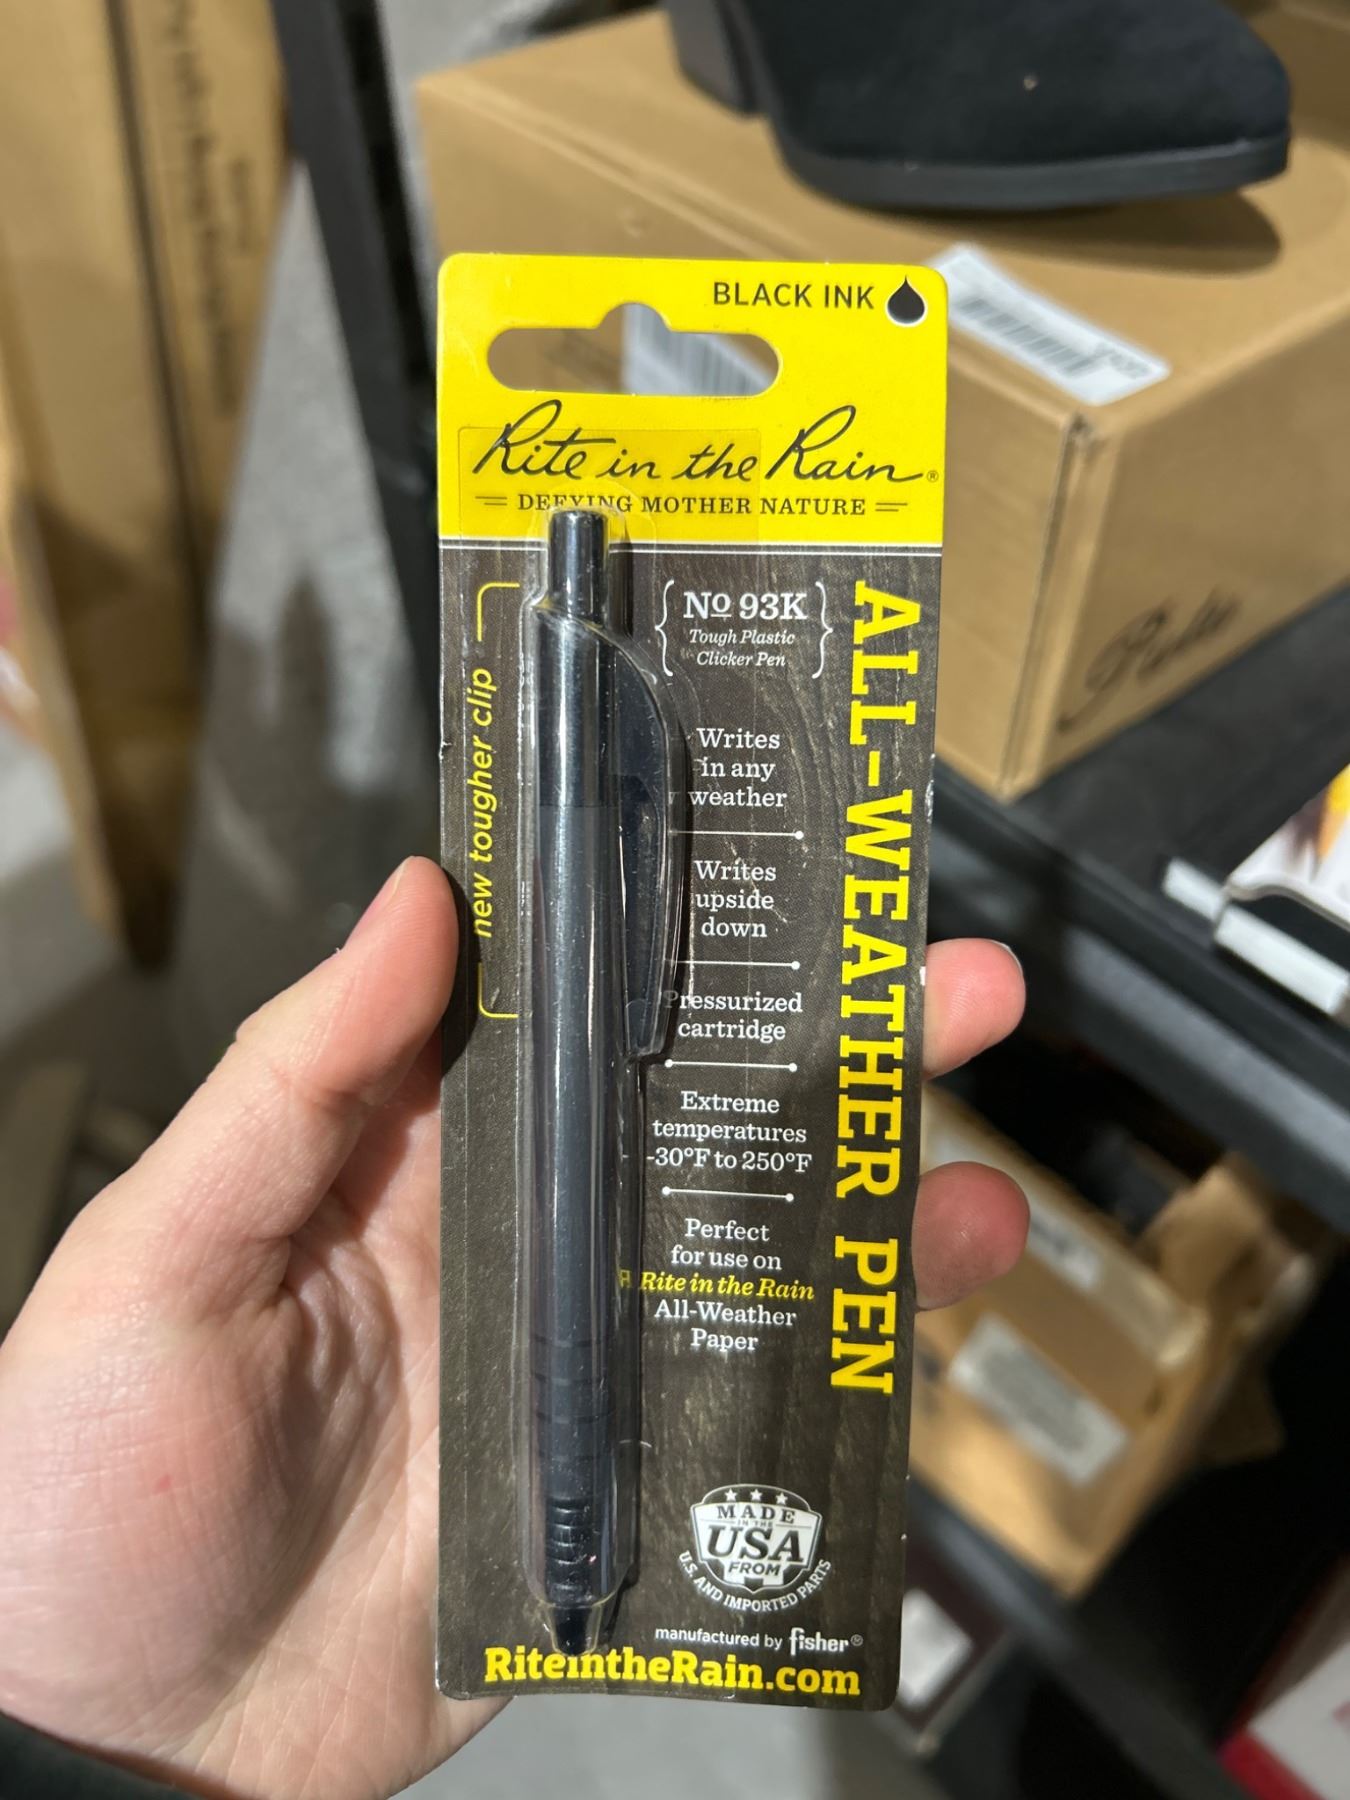 BLACK INK
Rite in the Rain®
DEFYING MOTHER NATURE
new tougher clip
No 93K
Tough Plastic
Clicker Pen
Writes
in any
weather
Writes
upside
down
Pressurized
cartridge
Extreme
temperatures
-30°F to 250°F
Perfect
for use on
Rite in the Rain
All-Weather
Paper
ALL-WEATHER PEN
MADE
IN THE
USA
FROM
U.S. AND IMPORTED PARTS
manufactured by fisher®
RiteintheRain.com